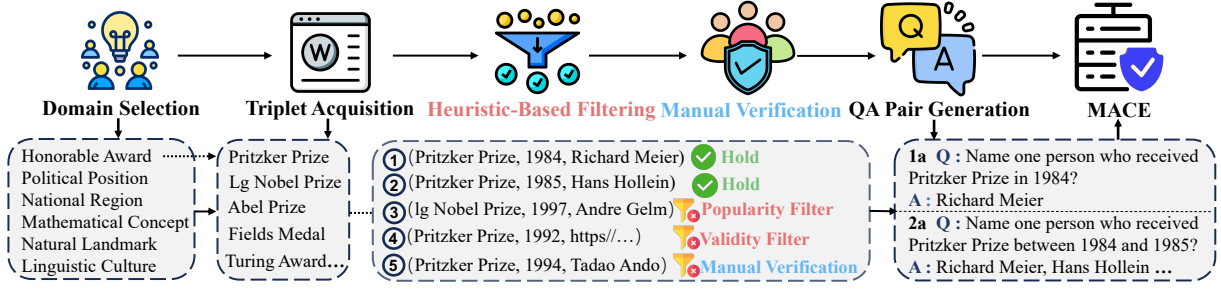 W
Q
A
Domain Selection
Triplet Acquisition
Heuristic-Based Filtering
Manual Verification
QA Pair Generation
MACE
Honorable Award
Political Position
National Region
Mathematical Concept
Natural Landmark
Linguistic Culture
Pritzker Prize
Lg Nobel Prize
Abel Prize
Fields Medal
Turing Award...
1 (Pritzker Prize, 1984, Richard Meier) Hold
2 (Pritzker Prize, 1985, Hans Hollein) Hold
3 (lg Nobel Prize, 1997, Andre Gelm) Popularity Filter
4 (Pritzker Prize, 1992, https//…) Validity Filter
5 (Pritzker Prize, 1994, Tadao Ando) Manual Verification
1a Q : Name one person who received
Pritzker Prize in 1984?
A : Richard Meier
2a Q : Name one person who received
Pritzker Prize between 1984 and 1985?
A : Richard Meier, Hans Hollein …